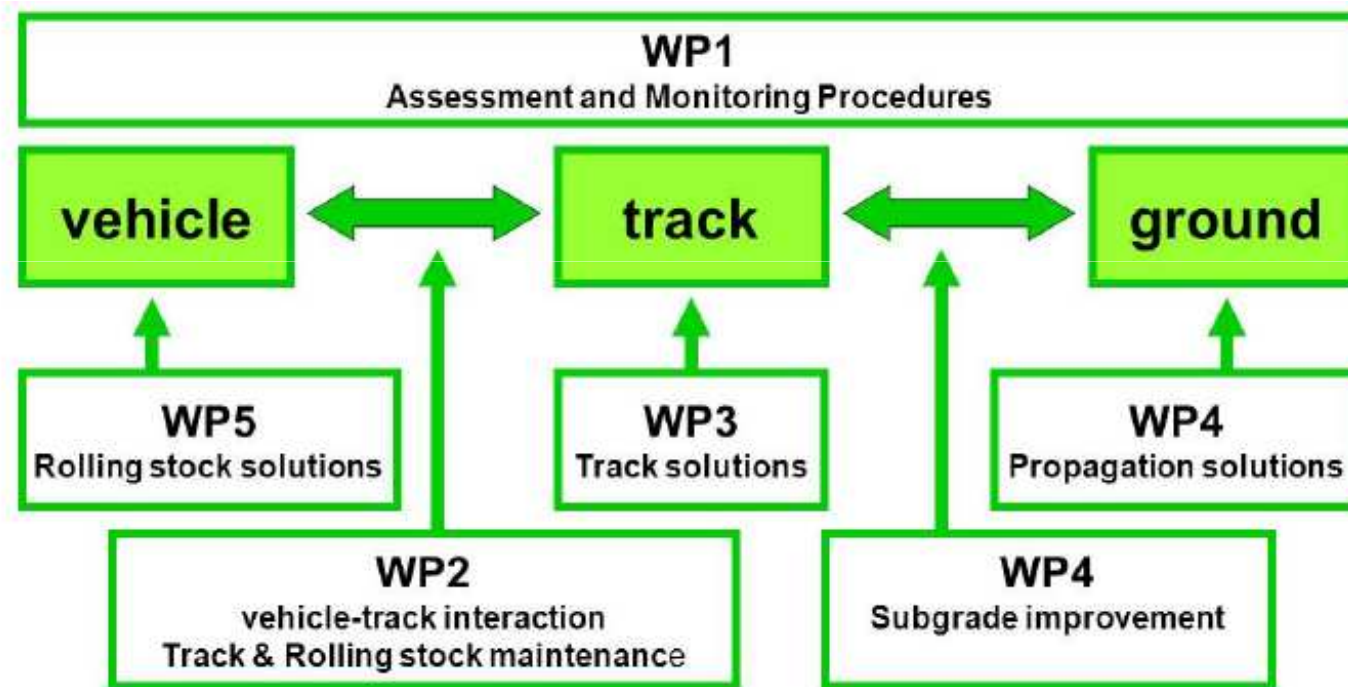 WP1
Assessment and Monitoring Procedures
vehicle
track
ground
WP5
Rolling stock solutions
WP3
Track solutions
WP4
Propagation solutions
WP2
vehicle-track interaction
Track & Rolling stock maintenance
WP4
Subgrade improvement